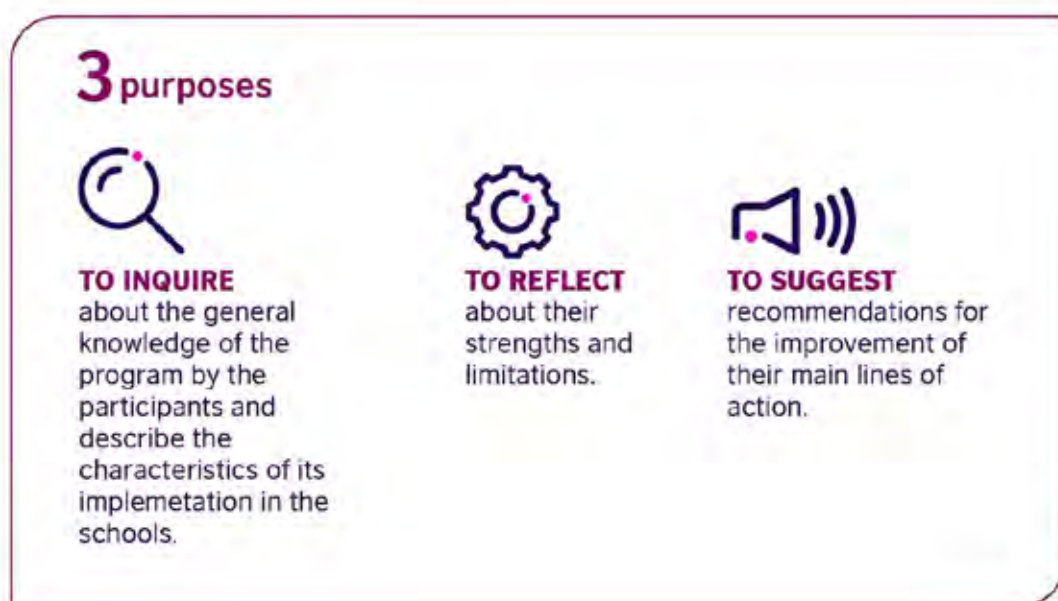 3 purposes
TO INQUIRE
about the general
knowledge of the
program by the
participants and
describe the
characteristics of its
implemetation in the
schools.
TO REFLECT
about their
strengths and
limitations.
TO SUGGEST
recommendations for
the improvement of
their main lines of
action.